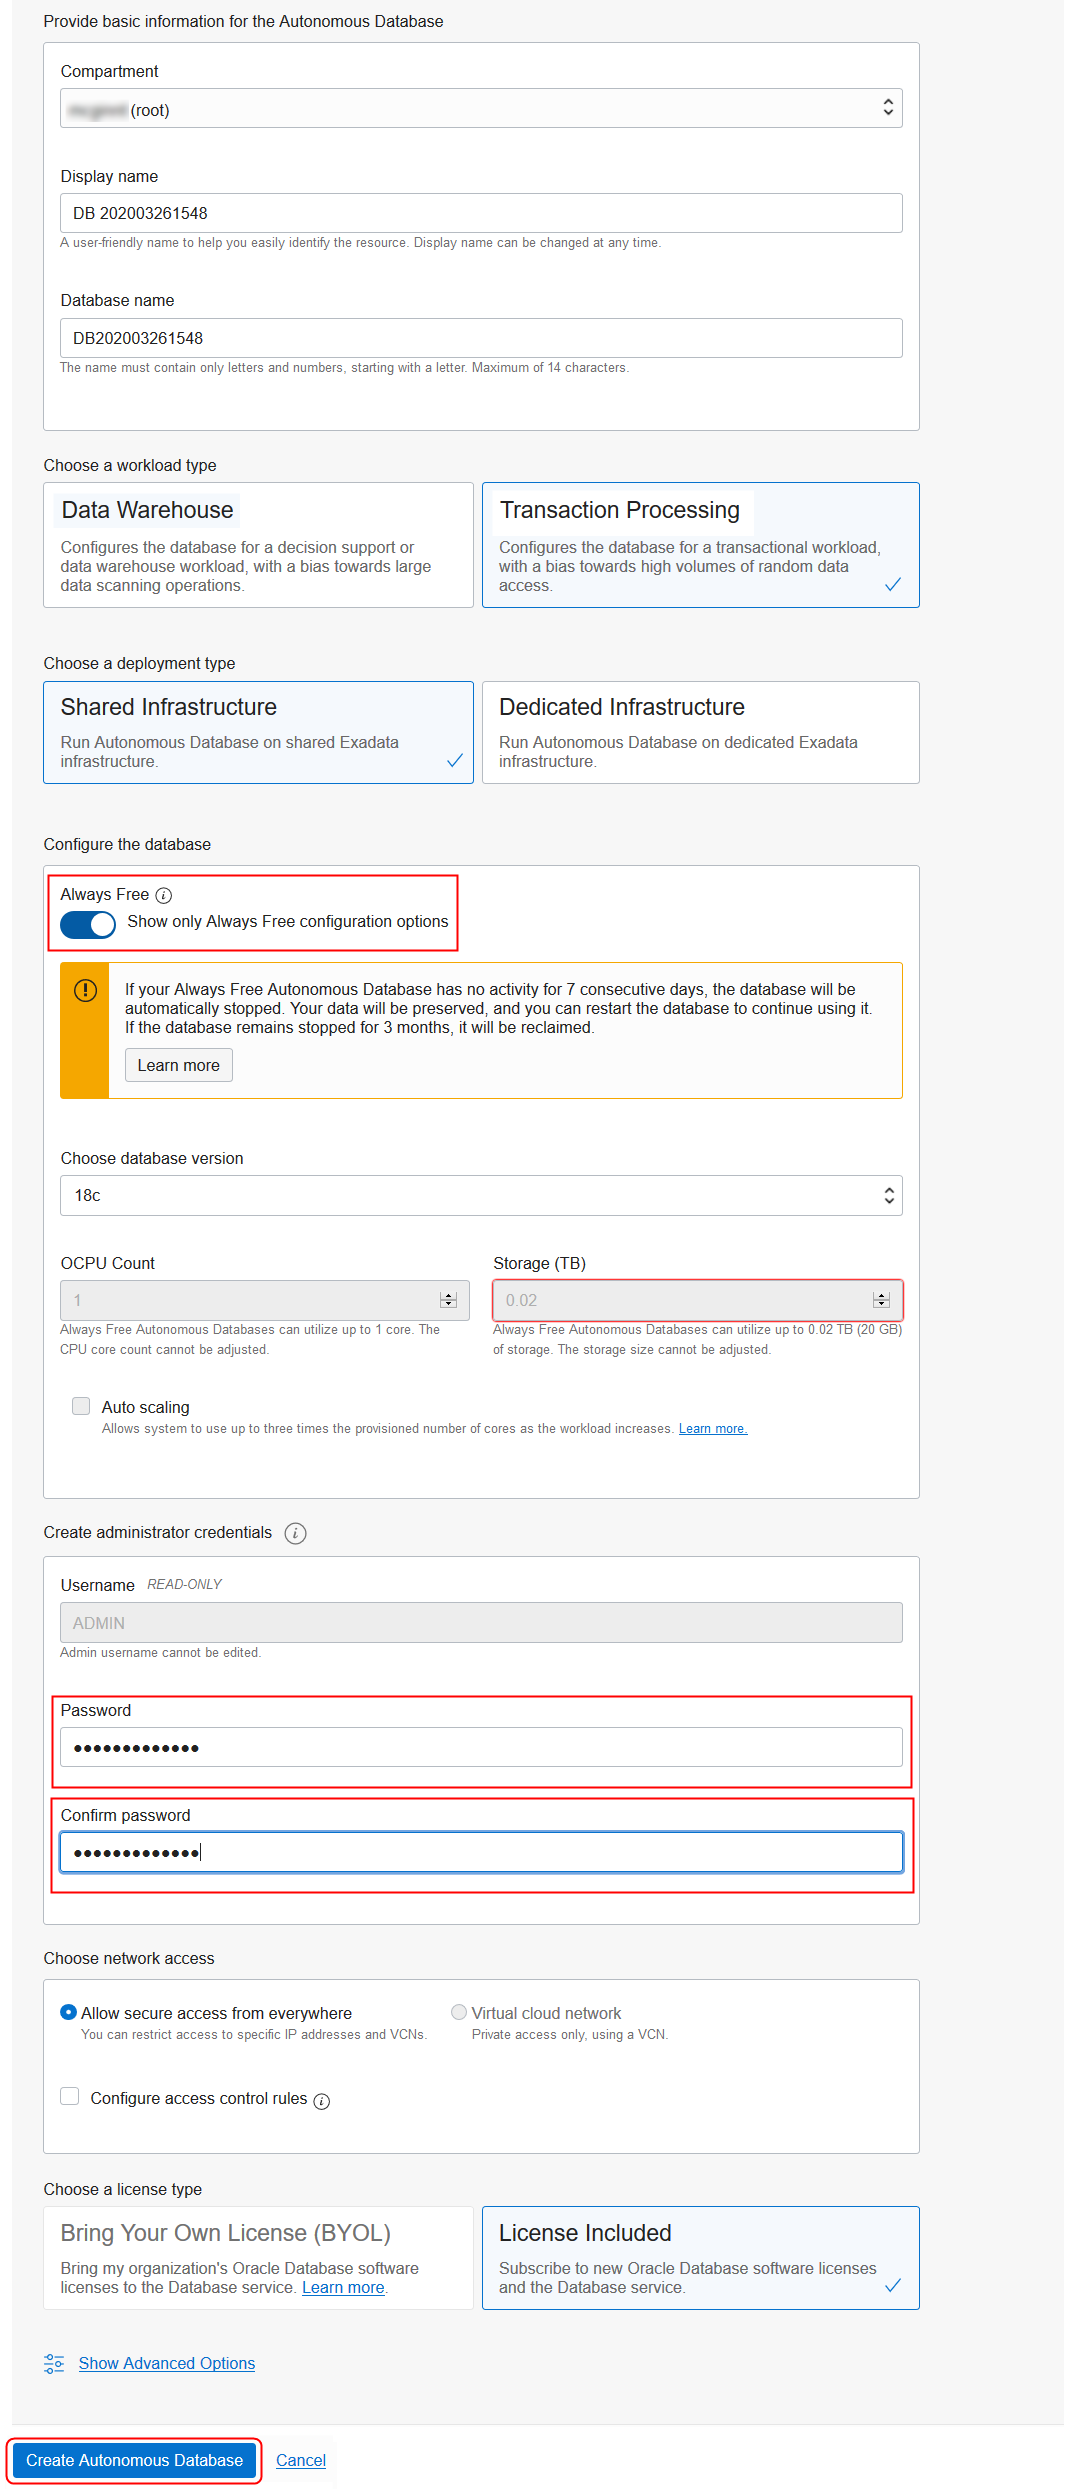 Provide basic information for the Autonomous Database
Compartment
(root)
Display name
DB 202003261548
A user-friendly name to help you easily identify the resource. Display name can be changed at any time.
Database name
DB202003261548
The name must contain only letters and numbers, starting with a letter. Maximum of 14 characters.
Choose a workload type
Data Warehouse
Configures the database for a decision support or
data warehouse workload, with a bias towards large
data scanning operations.
Transaction Processing
Configures the database for a transactional workload,
with a bias towards high volumes of random data
access.
Choose a deployment type
Shared Infrastructure
Run Autonomous Database on shared Exadata
infrastructure.
Dedicated Infrastructure
Run Autonomous Database on dedicated Exadata
infrastructure.
Configure the database
Always Free
Show only Always Free configuration options
If your Always Free Autonomous Database has no activity for 7 consecutive days, the database will be
automatically stopped. Your data will be preserved, and you can restart the database to continue using it.
If the database remains stopped for 3 months, it will be reclaimed.
Learn more
Choose database version
18c
OCPU Count
1
Always Free Autonomous Databases can utilize up to 1 core. The
CPU core count cannot be adjusted.
Storage (TB)
0.02
Always Free Autonomous Databases can utilize up to 0.02 TB (20 GB)
of storage. The storage size cannot be adjusted.
Auto scaling
Allows system to use up to three times the provisioned number of cores as the workload increases. Learn more.
Create administrator credentials
Username READ-ONLY
ADMIN
Admin username cannot be edited.
Password
•••••••••••••
Confirm password
•••••••••••••
Choose network access
Allow secure access from everywhere
You can restrict access to specific IP addresses and VCNs.
Virtual cloud network
Private access only, using a VCN.
Configure access control rules
Choose a license type
Bring Your Own License (BYOL)
Bring my organization's Oracle Database software
licenses to the Database service. Learn more.
License Included
Subscribe to new Oracle Database software licenses
and the Database service.
Show Advanced Options
Create Autonomous Database
Cancel